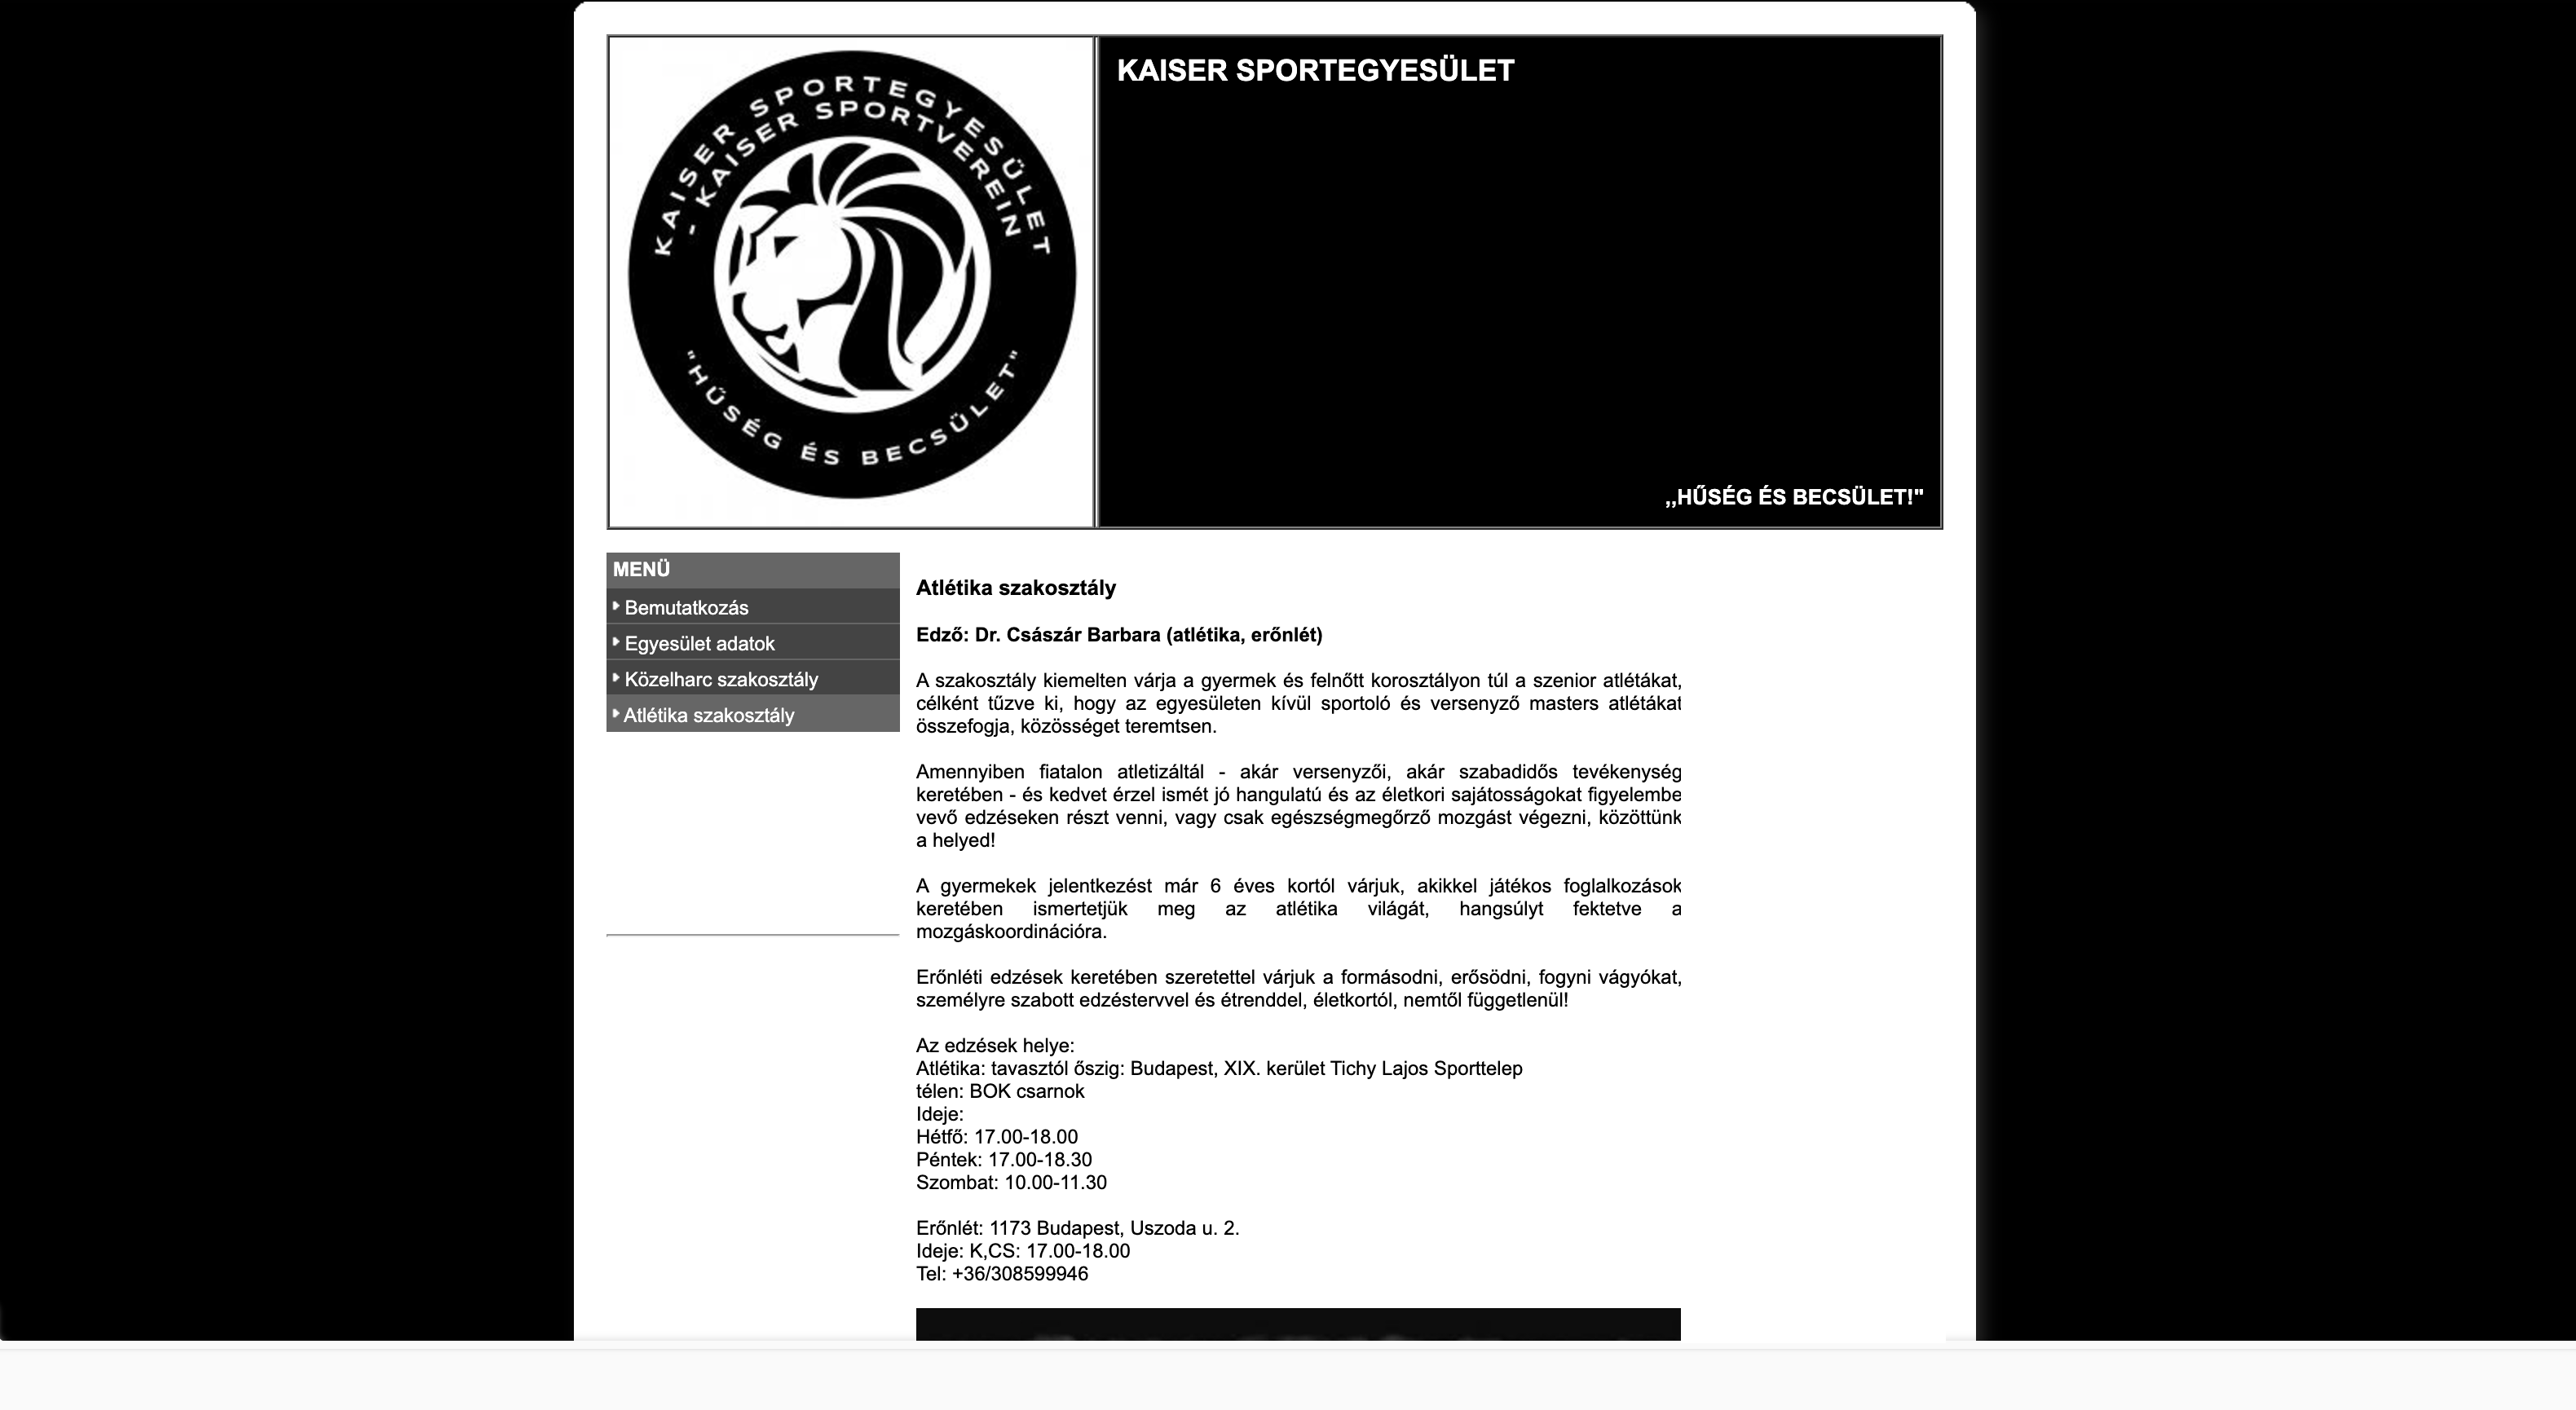 KAISER SPORTEGYESÜLET
- KAISER SPORTVEREIN
"HŰSÉG ÉS BECSÜLET"
KAISER SPORTEGYESÜLET
,,HŰSÉG ÉS BECSÜLET!"
MENÜ
Bemutatkozás
Egyesület adatok
Közelharc szakosztály
Atlétika szakosztály
Atlétika szakosztály
Edző: Dr. Császár Barbara (atlétika, erőnlét)
A szakosztály kiemelten várja a gyermek és felnőtt korosztályon túl a szenior atlétákat,
célként tűzve ki, hogy az egyesületen kívül sportoló és versenyző masters atlétákat
összefogja, közösséget teremtsen.
Amennyiben fiatalon atletizáltál - akár versenyzői, akár szabadidős tevékenység
keretében - és kedvet érzel ismét jó hangulatú és az életkori sajátosságokat figyelembe
vevő edzéseken részt venni, vagy csak egészségmegőrző mozgást végezni, közöttünk
a helyed!
A gyermekek jelentkezést már 6 éves kortól várjuk, akikkel játékos foglalkozások
keretében ismertetjük meg az atlétika világát, hangsúlyt fektetve a
mozgáskoordinációra.
Erőnléti edzések keretében szeretettel várjuk a formásodni, erősödni, fogyni vágyókat,
személyre szabott edzéstervvel és étrenddel, életkortól, nemtől függetlenül!
Az edzések helye:
Atlétika: tavasztól őszig: Budapest, XIX. kerület Tichy Lajos Sporttelep
télen: BOK csarnok
Ideje:
Hétfő: 17.00-18.00
Péntek: 17.00-18.30
Szombat: 10.00-11.30
Erőnlét: 1173 Budapest, Uszoda u. 2.
Ideje: K,CS: 17.00-18.00
Tel: +36/308599946